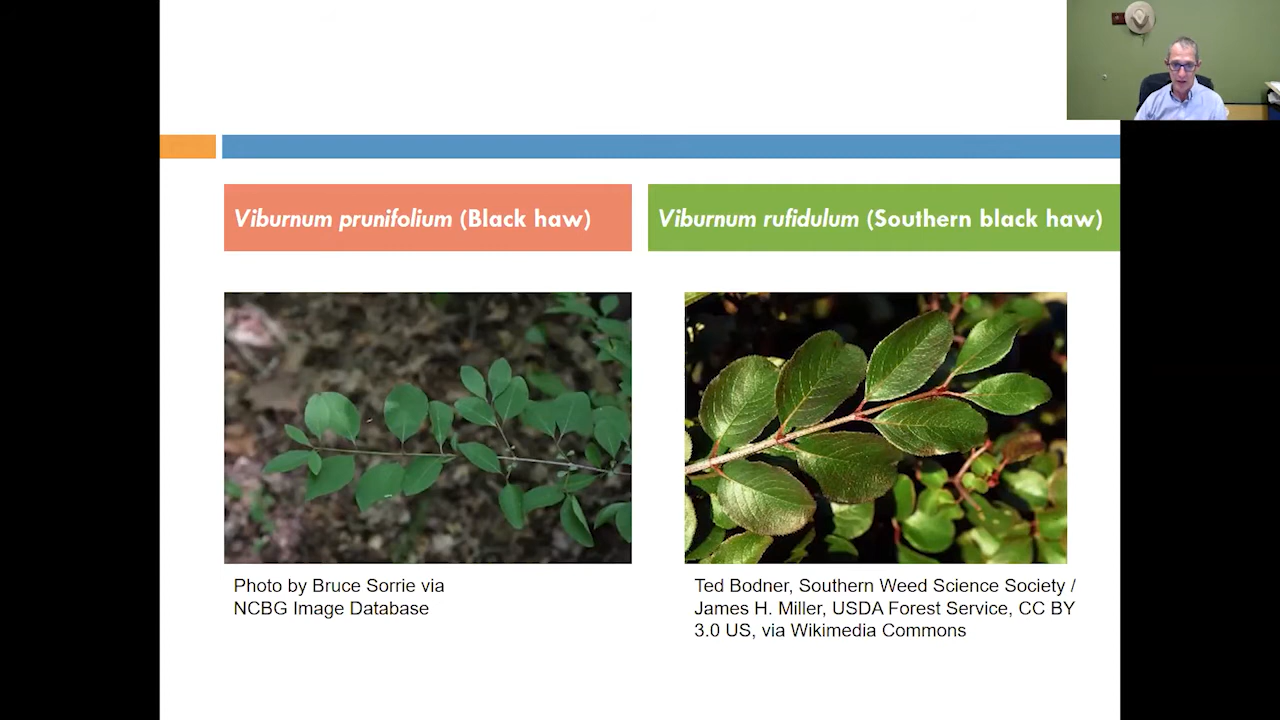 Viburnum prunifolium (Black haw)
Viburnum rufidulum (Southern black haw)
Photo by Bruce Sorrie via
NCBG Image Database
Ted Bodner, Southern Weed Science Society /
James H. Miller, USDA Forest Service, CC BY
3.0 US, via Wikimedia Commons